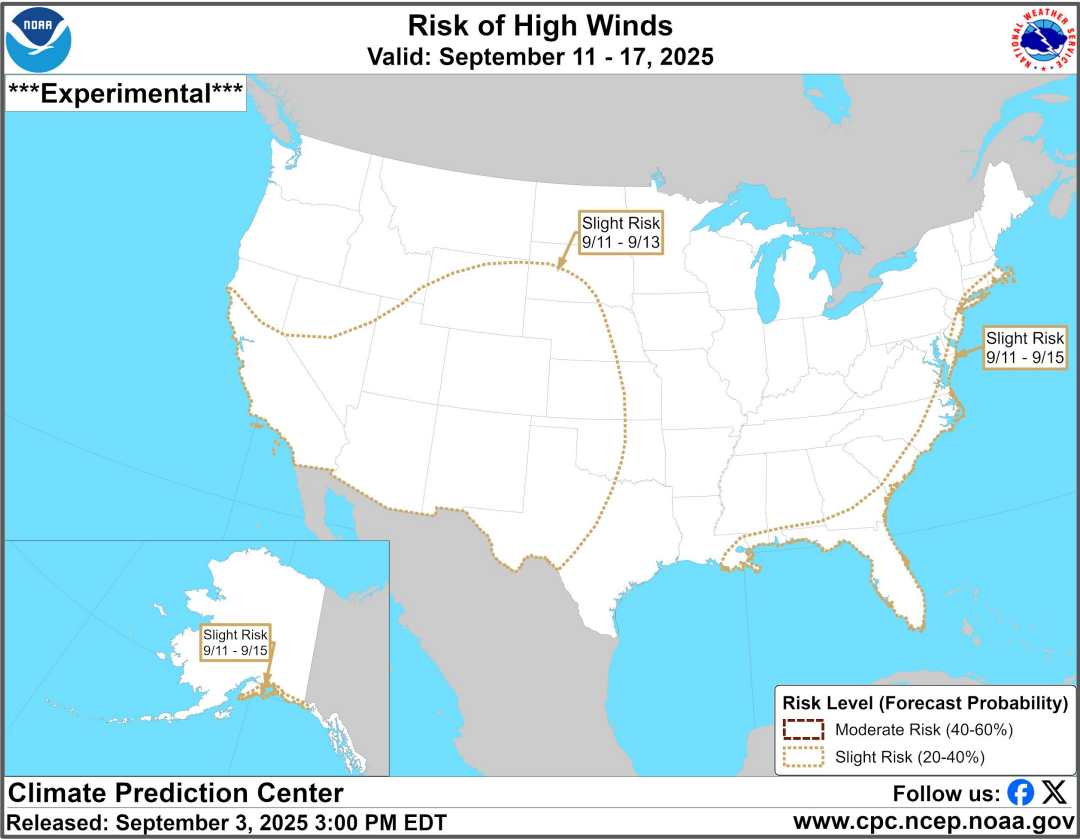 NOAA
Risk of High Winds
Valid: September 11 - 17, 2025
NATIONAL WEATHER SERVICE
***Experimental***
Slight Risk
9/11 - 9/13
Slight Risk
9/11 - 9/15
Slight Risk
9/11 - 9/15
Risk Level (Forecast Probability)
Moderate Risk (40-60%)
Slight Risk (20-40%)
Climate Prediction Center
Follow us:
Released: September 3, 2025 3:00 PM EDT
www.cpc.ncep.noaa.gov